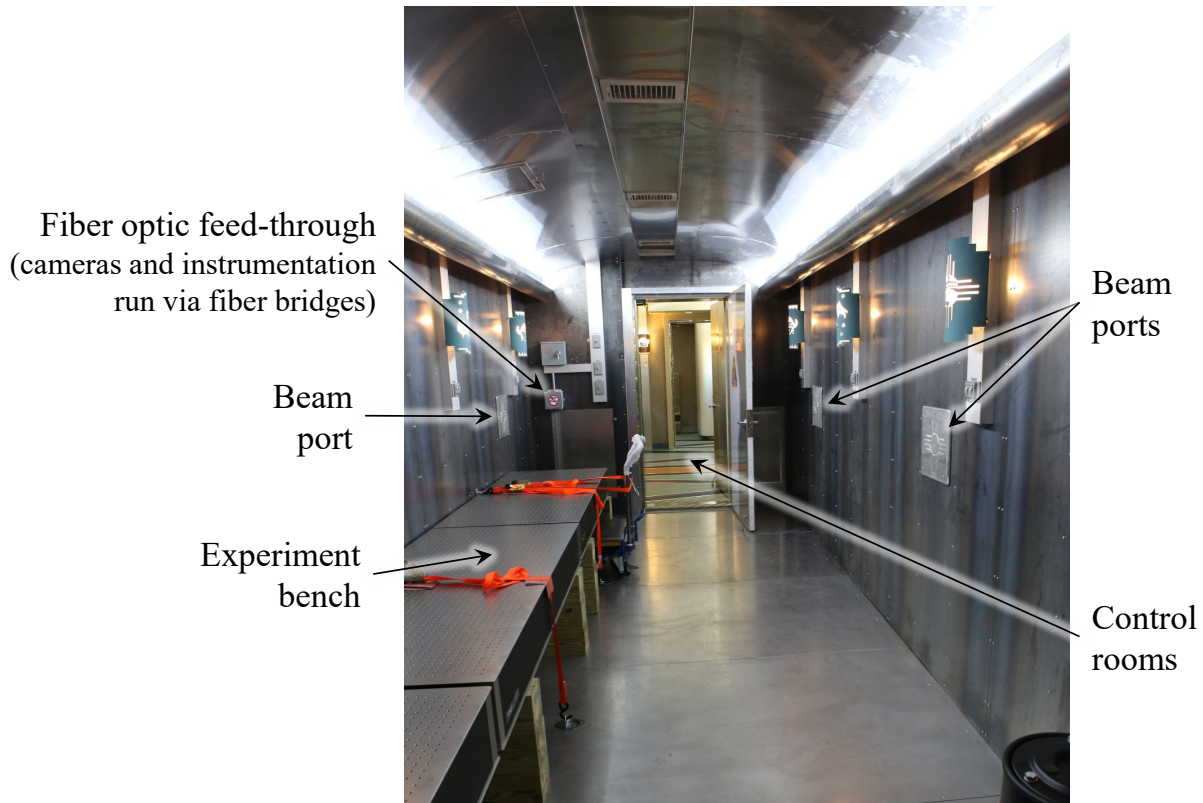 Fiber optic feed-through
(cameras and instrumentation
run via fiber bridges)
Beam
port
Experiment
bench
Beam
ports
Control
rooms